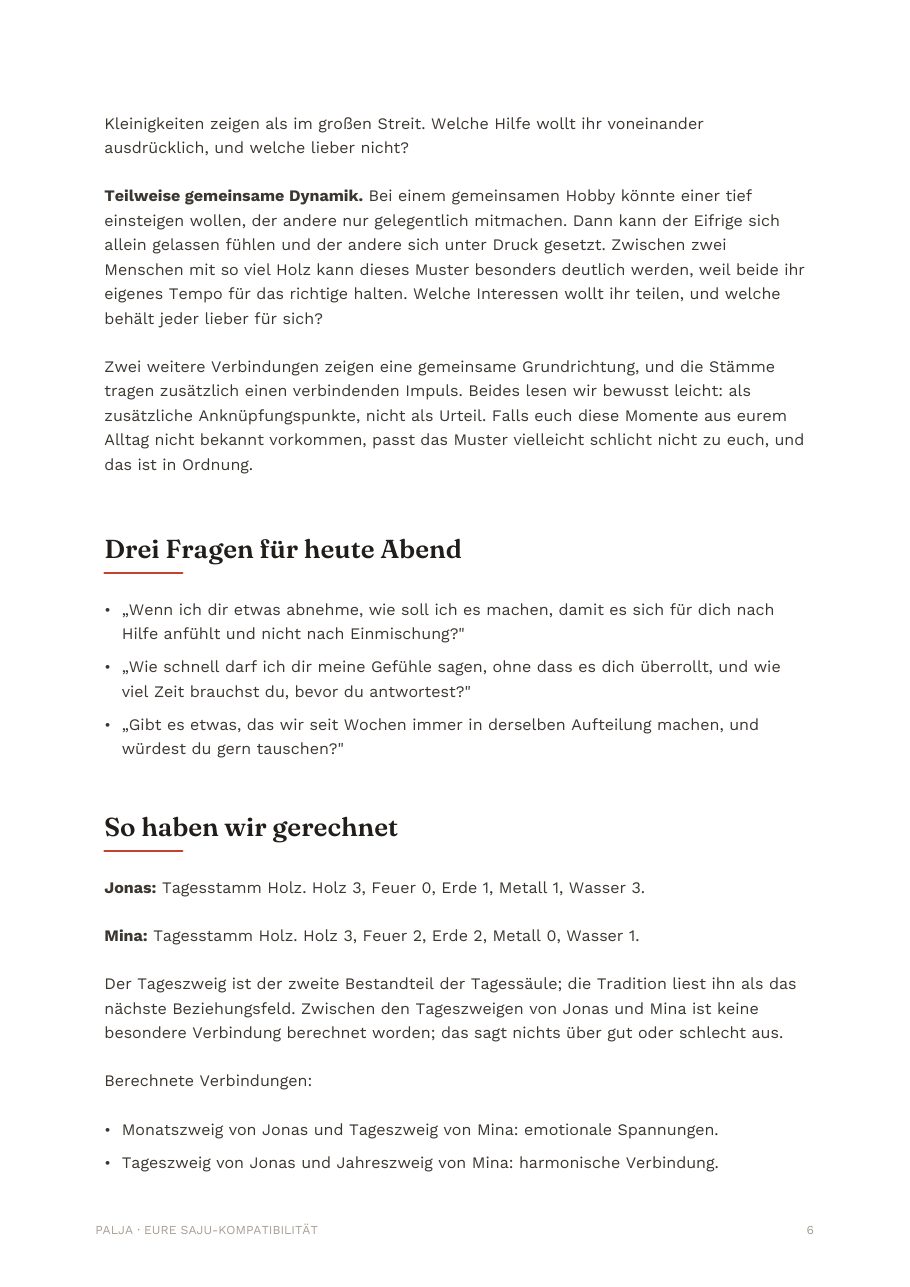 Kleinigkeiten zeigen als im großen Streit. Welche Hilfe wollt ihr voneinander
ausdrücklich, und welche lieber nicht?
Teilweise gemeinsame Dynamik. Bei einem gemeinsamen Hobby könnte einer tief
einsteigen wollen, der andere nur gelegentlich mitmachen. Dann kann der Eifrige sich
allein gelassen fühlen und der andere sich unter Druck gesetzt. Zwischen zwei
Menschen mit so viel Holz kann dieses Muster besonders deutlich werden, weil beide ihr
eigenes Tempo für das richtige halten. Welche Interessen wollt ihr teilen, und welche
behält jeder lieber für sich?
Zwei weitere Verbindungen zeigen eine gemeinsame Grundrichtung, und die Stämme
tragen zusätzlich einen verbindenden Impuls. Beides lesen wir bewusst leicht: als
zusätzliche Anknüpfungspunkte, nicht als Urteil. Falls euch diese Momente aus eurem
Alltag nicht bekannt vorkommen, passt das Muster vielleicht schlicht nicht zu euch, und
das ist in Ordnung.
Drei Fragen für heute Abend
• „Wenn ich dir etwas abnehme, wie soll ich es machen, damit es sich für dich nach
Hilfe anfühlt und nicht nach Einmischung?"
• „Wie schnell darf ich dir meine Gefühle sagen, ohne dass es dich überrollt, und wie
viel Zeit brauchst du, bevor du antwortest?"
• „Gibt es etwas, das wir seit Wochen immer in derselben Aufteilung machen, und
würdest du gern tauschen?"
So haben wir gerechnet
Jonas: Tagesstamm Holz. Holz 3, Feuer 0, Erde 1, Metall 1, Wasser 3.
Mina: Tagesstamm Holz. Holz 3, Feuer 2, Erde 2, Metall 0, Wasser 1.
Der Tageszweig ist der zweite Bestandteil der Tagessäule; die Tradition liest ihn als das
nächste Beziehungsfeld. Zwischen den Tageszweigen von Jonas und Mina ist keine
besondere Verbindung berechnet worden; das sagt nichts über gut oder schlecht aus.
Berechnete Verbindungen:
• Monatszweig von Jonas und Tageszweig von Mina: emotionale Spannungen.
• Tageszweig von Jonas und Jahreszweig von Mina: harmonische Verbindung.
PALJA · EURE SAJU-KOMPATIBILITÄT 6